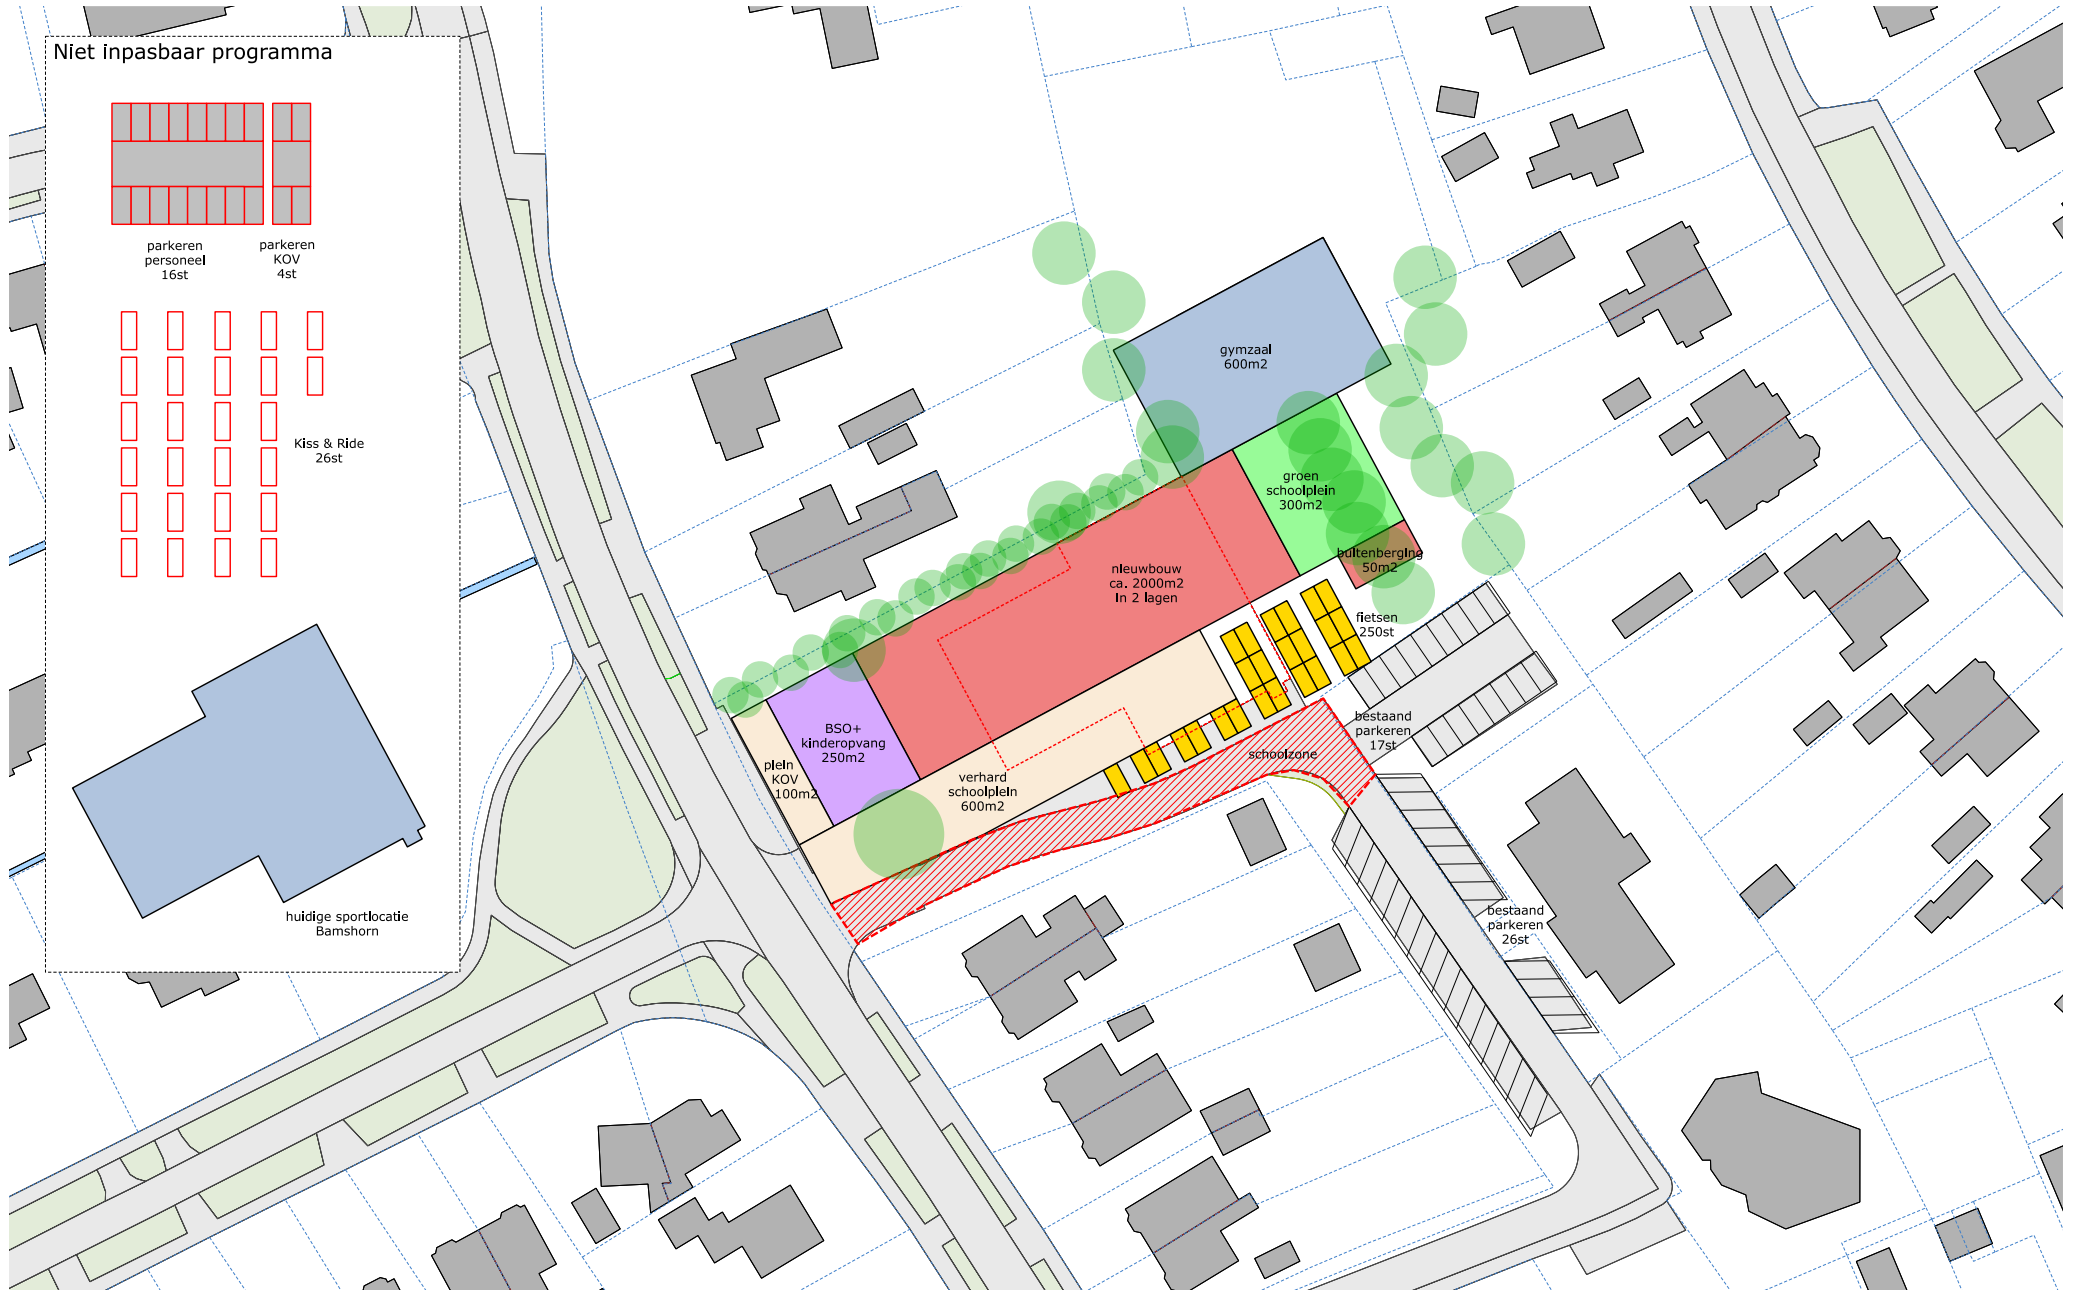 Niet inpasbaar programma
parkeren
personeel
16st
parkeren
KOV
4st
Kiss & Ride
26st
huidige sportlocatie
Bamshorn
gymzaal
600m2
groen
schoolplein
300m2
buitenberging
50m2
nieuwbouw
ca. 2000m2
In 2 lagen
fietsen
250st
BSO+
kinderopvang
250m2
plein
KOV
100m2
verhard
schoolplein
600m2
schoolzone
bestaand
parkeren
17st
bestaand
parkeren
26st